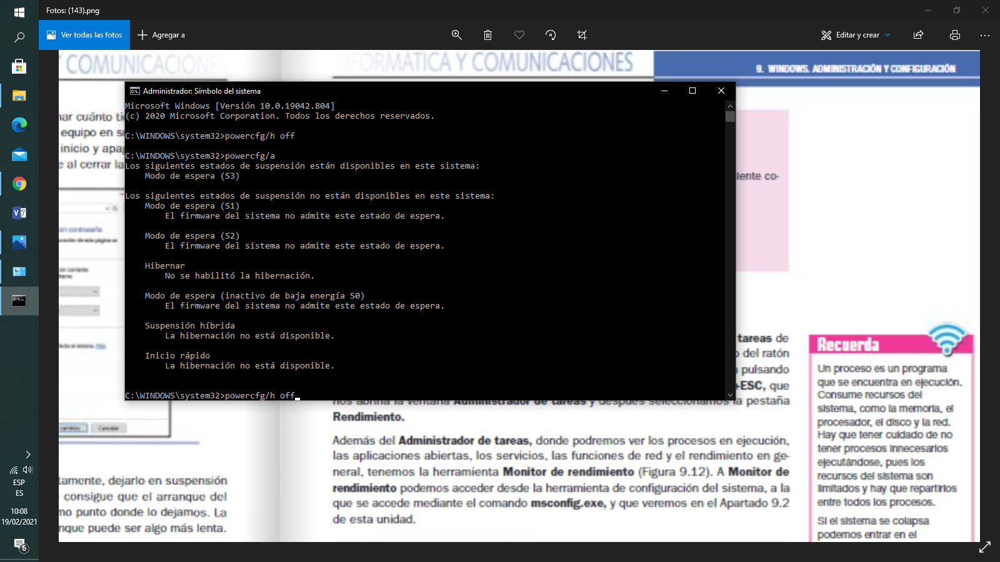 Fotos: (143).png
Ver todas las fotos
Agregar a
Editar y crear
Y COMUNICACIONES
NFORMÁTICA Y COMUNICACIONES
9. WINDOWS. ADMINISTRACIÓN Y CONFIGURACIÓN
Administrador: Símbolo del sistema
Microsoft Windows [Versión 10.0.19042.804]
(c) 2020 Microsoft Corporation. Todos los derechos reservados.
C:\WINDOWS\system32>powercfg/h off
C:\WINDOWS\system32>powercfg/a
Los siguientes estados de suspensión están disponibles en este sistema:
Modo de espera (S3)
Los siguientes estados de suspensión no están disponibles en este sistema:
Modo de espera (S1)
El firmware del sistema no admite este estado de espera.
Modo de espera (S2)
El firmware del sistema no admite este estado de espera.
Hibernar
No se habilitó la hibernación.
Modo de espera (inactivo de baja energía S0)
El firmware del sistema no admite este estado de espera.
Suspensión híbrida
La hibernación no está disponible.
Inicio rápido
La hibernación no está disponible.
C:\WINDOWS\system32>powercfg/h off
nar cuánto ti
equipo en s
inicio y apa
e al cerrar la
on contraseña
Con corriente
cambios
Cancelar
tamente, dejarlo en suspensión
consigue que el arranque del
mo punto donde lo dejamos. La
nque puede ser algo más lenta.
iente co-
tareas de
o del ratón
pulsando
+ESC, que
nos abrirá la ventana Administrador de tareas y después seleccionamos la pestaña
Rendimiento.
Además del Administrador de tareas, donde podremos ver los procesos en ejecución,
las aplicaciones abiertas, los servicios, las funciones de red y el rendimiento en ge-
neral, tenemos la herramienta Monitor de rendimiento (Figura 9.12). A Monitor de
rendimiento podemos acceder desde la herramienta de configuración del sistema, a la
que se accede mediante el comando msconfig.exe, y que veremos en el Apartado 9.2
de esta unidad.
Recuerda
Un proceso es un programa
que se encuentra en ejecución.
Consume recursos del
sistema, como la memoria, el
procesador, el disco y la red.
Hay que tener cuidado de no
tener procesos innecesarios
ejecutándose, pues los
recursos del sistema son
limitados y hay que repartirlos
entre todos los procesos.
Si el sistema se colapsa
podemos entrar en el
ESP
ES
10:08
19/02/2021
6